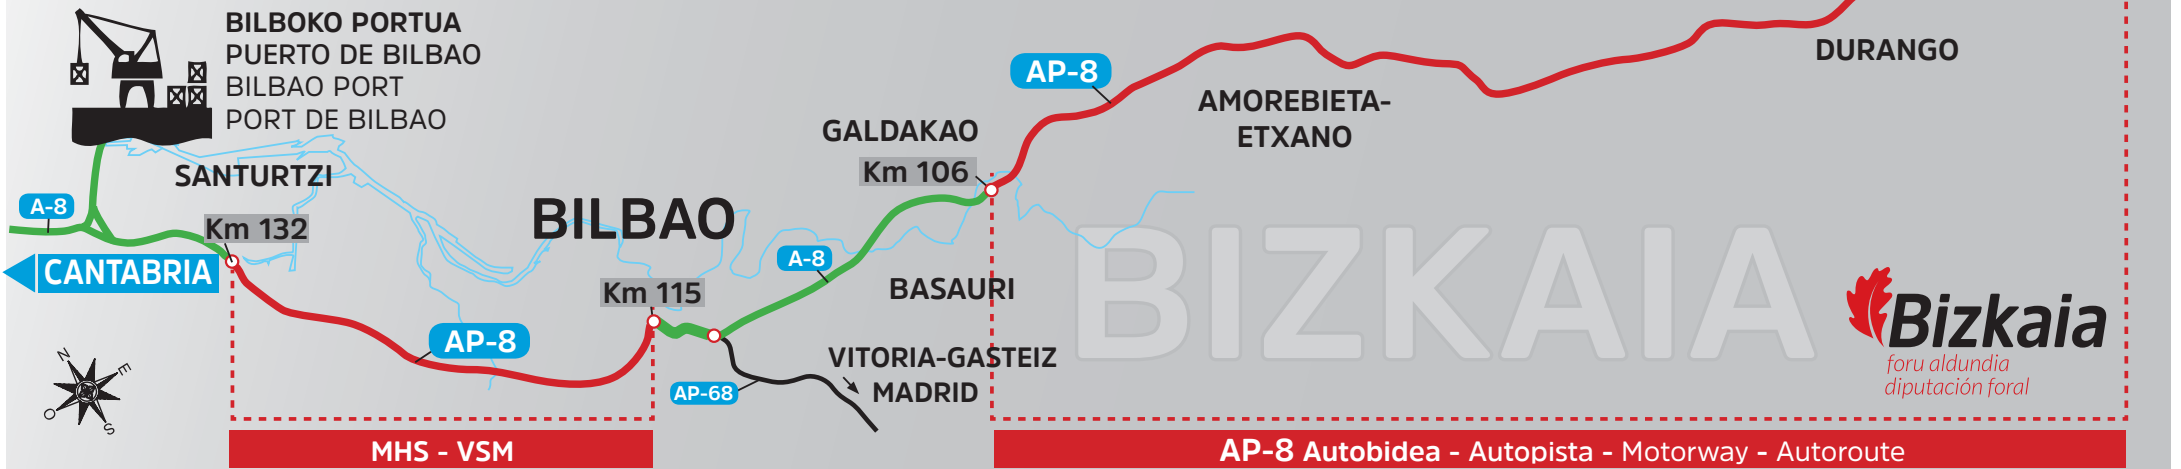 BILBOKO PORTUA
PUERTO DE BILBAO
BILBAO PORT
PORT DE BILBAO
SANTURTZI
A-8
Km 132
CANTABRIA
N
E
O
S
AP-8
BILBAO
Km 115
AP-68
VITORIA-GASTEIZ
MADRID
A-8
BASAURI
GALDAKAO
Km 106
AP-8
AMOREBIETA-
ETXANO
DURANGO
BIZKAIA
Bizkaia
foru aldundia
diputación foral
MHS - VSM
AP-8 Autobidea - Autopista - Motorway - Autoroute